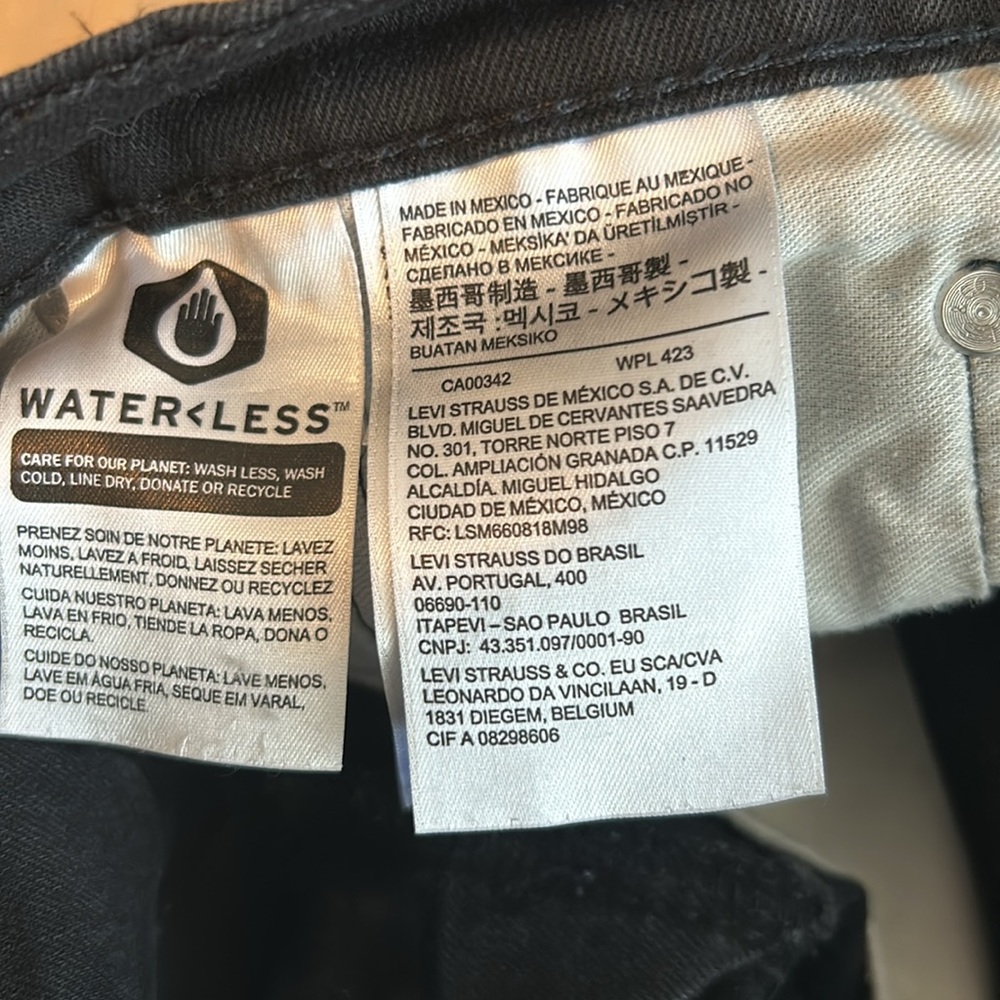 WATER<LESS™
CARE FOR OUR PLANET: WASH LESS, WASH
COLD, LINE DRY, DONATE OR RECYCLE
PRENEZ SOIN DE NOTRE PLANETE: LAVEZ
MOINS, LAVEZ A FROID, LAISSEZ SECHER
NATURELLEMENT, DONNEZ OU RECYCLEZ
CUIDA NUESTRO PLANETA: LAVA MENOS,
LAVA EN FRIO, TIENDE LA ROPA, DONA O
RECICLA.
CUIDE DO NOSSO PLANETA: LAVE MENOS,
LAVE EM ÁGUA FRIA, SEQUE EM VARAL,
DOE OU RECICLE.
MADE IN MEXICO - FABRIQUE AU MEXIQUE -
FABRICADO EN MEXICO - FABRICADO NO
MÉXICO - MEKSİKA' DA ÜRETİLMİŞTİR -
СДЕЛАНО В МЕКСИКЕ -
墨西哥制造 - 墨西哥製 -
제조국 :멕시코 - メキシコ製 -
BUATAN MEKSIKO
CA00342 WPL 423
LEVI STRAUSS DE MÉXICO S.A. DE C.V.
BLVD. MIGUEL DE CERVANTES SAAVEDRA
NO. 301, TORRE NORTE PISO 7
COL. AMPLIACIÓN GRANADA C.P. 11529
ALCALDÍA. MIGUEL HIDALGO
CIUDAD DE MÉXICO, MÉXICO
RFC: LSM660818M98
LEVI STRAUSS DO BRASIL
AV. PORTUGAL, 400
06690-110
ITAPEVI – SAO PAULO BRASIL
CNPJ: 43.351.097/0001-90
LEVI STRAUSS & CO. EU SCA/CVA
LEONARDO DA VINCILAAN, 19 - D
1831 DIEGEM, BELGIUM
CIF A 08298606